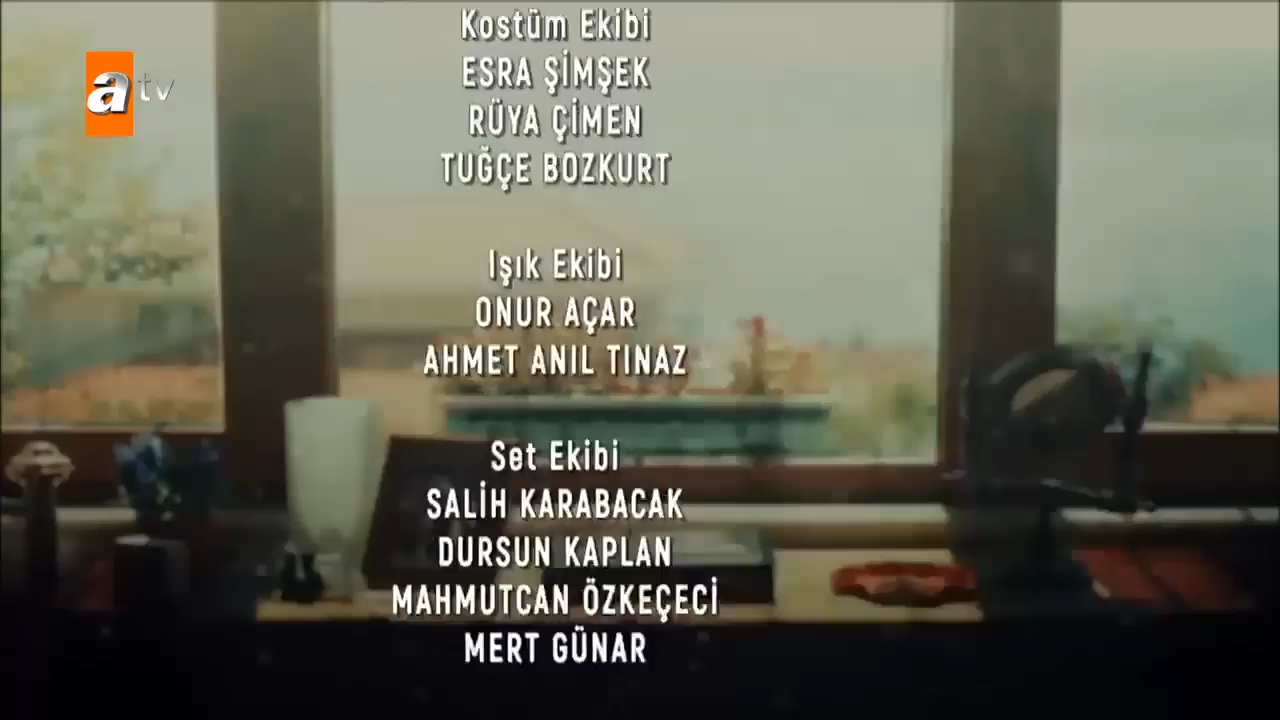 atv
Kostüm Ekibi
ESRA ŞİMŞEK
RÜYA ÇİMEN
TUĞÇE BOZKURT
Işık Ekibi
ONUR AÇAR
AHMET ANIL TINAZ
Set Ekibi
SALİH KARABACAK
DURSUN KAPLAN
MAHMUTCAN ÖZKEÇECİ
MERT GÜNAR